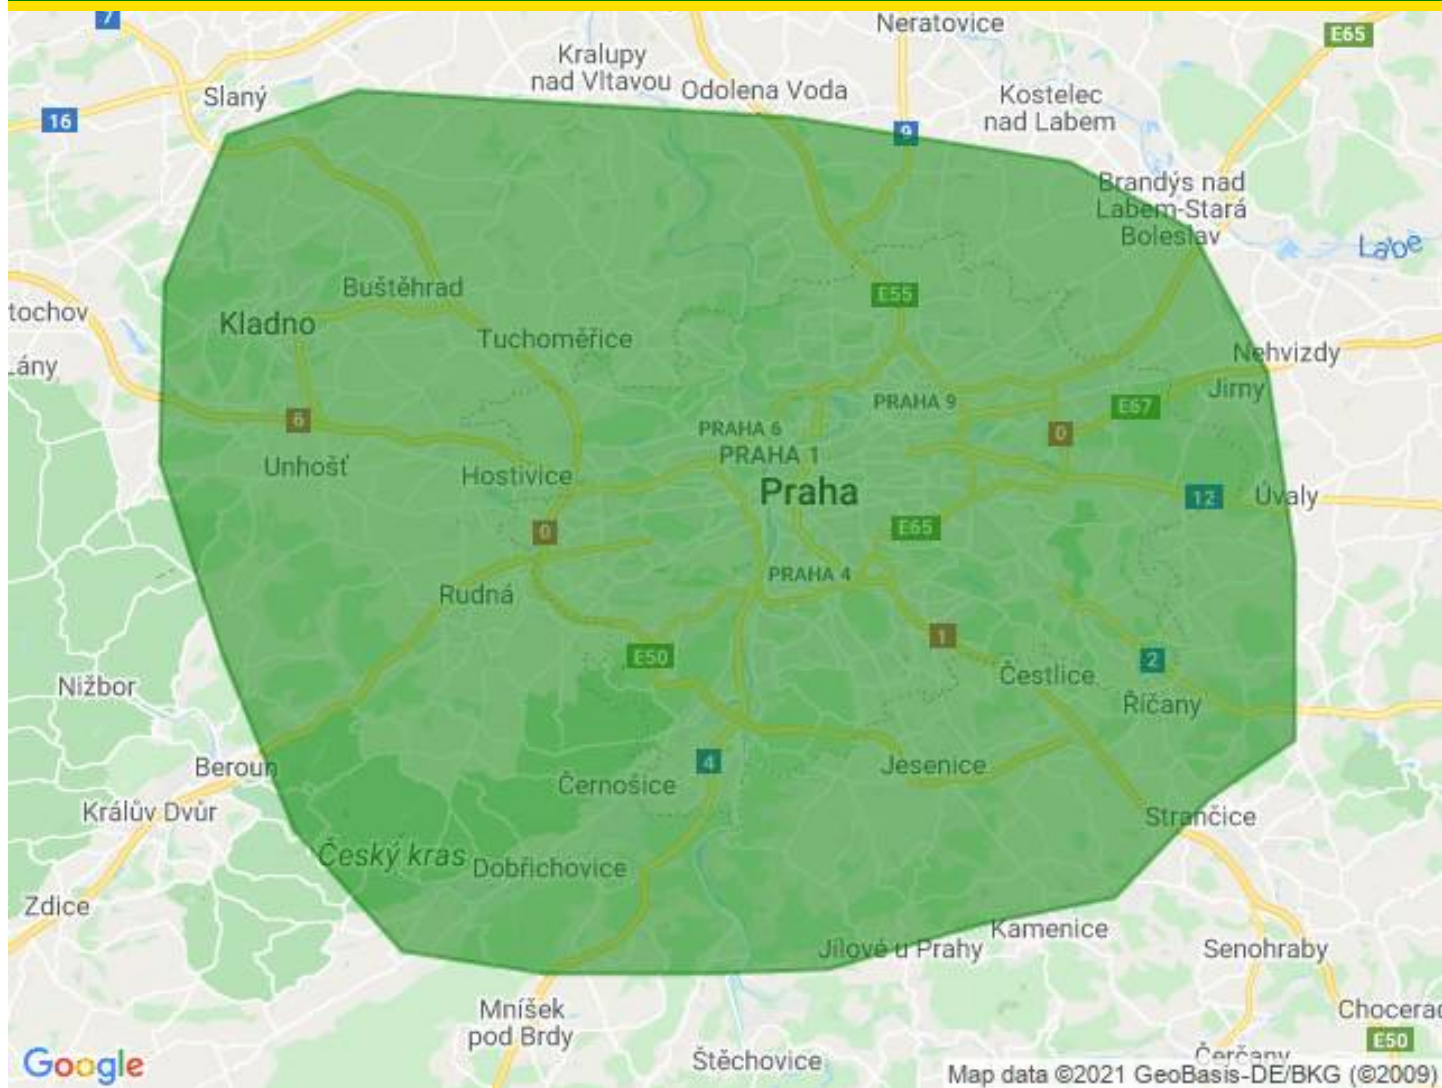 7
Neratovice
E65
Kralupy
nad Vltavou
Odolena Voda
Slaný
Kostelec
nad Labem
16
9
Brandýs nad
Labem-Stará
Boleslav
Labe
E55
Buštěhrad
tochov
Kladno
Tuchoměřice
Nehvizdy
Lány
Jirny
PRAHA 9
E67
6
PRAHA 6
0
PRAHA 1
Unhošť
Hostivice
Praha
12
Úvaly
0
E65
PRAHA 4
Rudná
1
E50
2
Čestlice
Nižbor
Říčany
Beroun
4
Jesenice
Černošice
Králův Dvůr
Strančice
Český kras
Dobřichovice
Zdice
Kamenice
Jílové u Prahy
Senohraby
Mníšek
pod Brdy
Chocerad
E50
Štěchovice
Čerčany
Google
Map data ©2021 GeoBasis-DE/BKG (©2009)